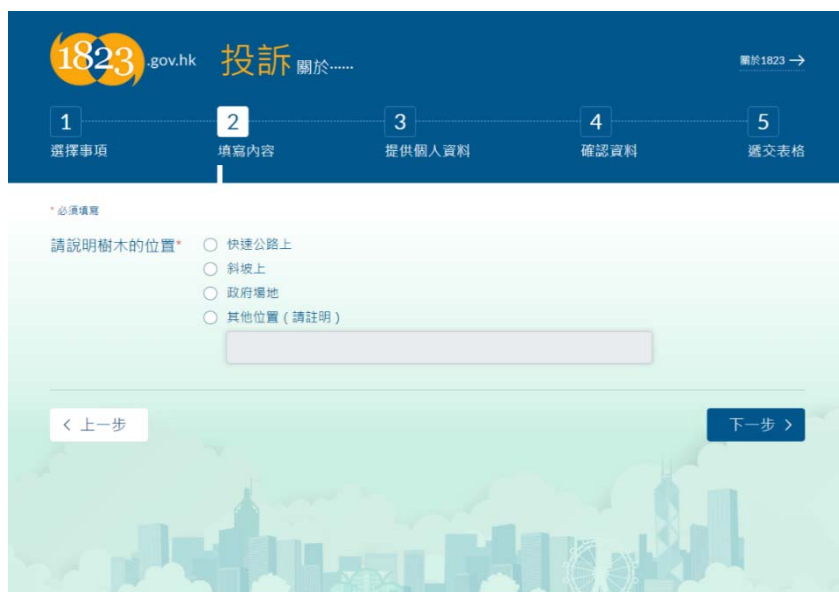 1823.gov.hk 投訴 關於…… 關於1823 →
1 2 3 4 5
選擇事項 填寫內容 提供個人資料 確認資料 遞交表格
* 必須填寫
請說明樹木的位置* 快速公路上
斜坡上
政府場地
其他位置 ( 請註明 )
< 上一步 下一步 >